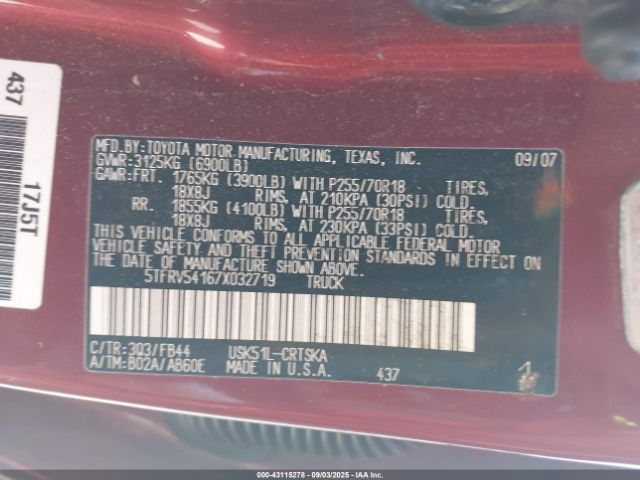 437
17J5T
MFD.BY:TOYOTA MOTOR MANUFACTURING, TEXAS, INC. 09/07
GVWR:3125KG (6900LB)
GAWR:FRT. 1765KG (3900LB) WITH P255/70R18 TIRES,
18X8J RIMS, AT 210KPA (30PSI) COLD.
RR. 1855KG (4100LB) WITH P255/70R18 TIRES,
18X8J RIMS, AT 230KPA (33PSI) COLD.
THIS VEHICLE CONFORMS TO ALL APPLICABLE FEDERAL MOTOR
VEHICLE SAFETY AND THEFT PREVENTION STANDARDS IN EFFECT ON
THE DATE OF MANUFACTURE SHOWN ABOVE.
5TFRV54167X032719 TRUCK
C/TR:303/FB44 USK51L-CRTSKA
A/TM:B02A/AB60E MADE IN U.S.A. 437
IAA - 43115278 - 09/03/2025 - IAA Holdings, LLC